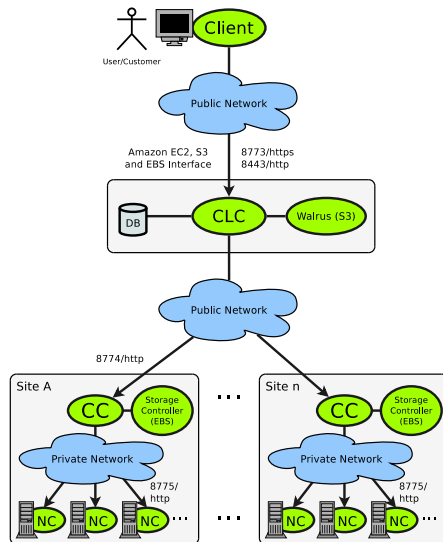 Client
User/Customer
Public Network
Amazon EC2, S3
and EBS Interface
8773/https
8443/http
DB
CLC
Walrus (S3)
Public Network
8774/http
Site A
CC
Storage
Controller
(EBS)
Private Network
8775/
http
NC
NC
NC
...
...
...
Site n
CC
Storage
Controller
(EBS)
Private Network
8775/
http
NC
NC
NC
...